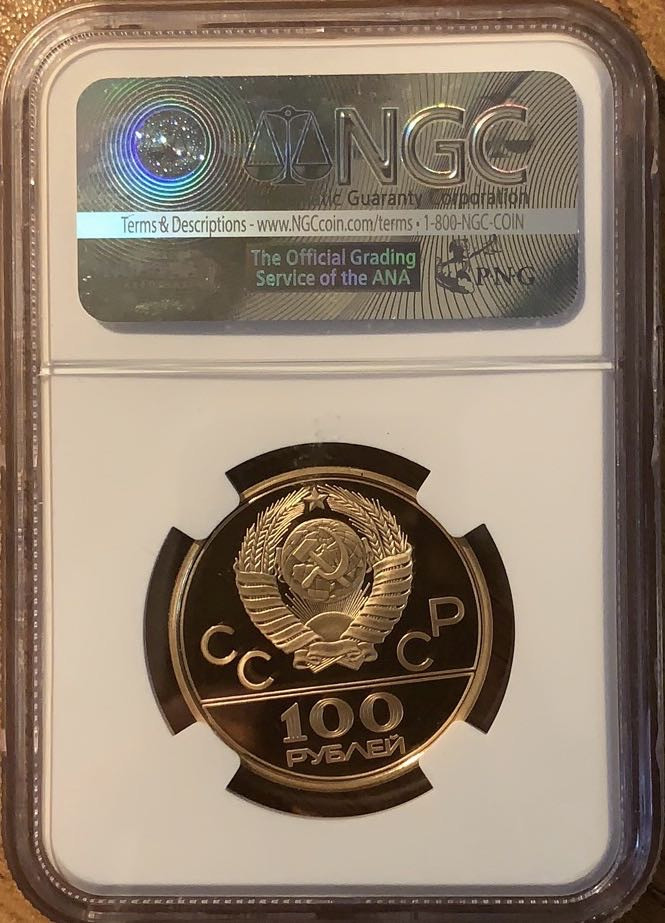 NGC
tic Guaranty Corporation
Terms & Descriptions - www.NGCcoin.com/terms • 1-800-NGC-COIN
The Official Grading
Service of the ANA
PNG
СССР
100
РУБЛЕЙ